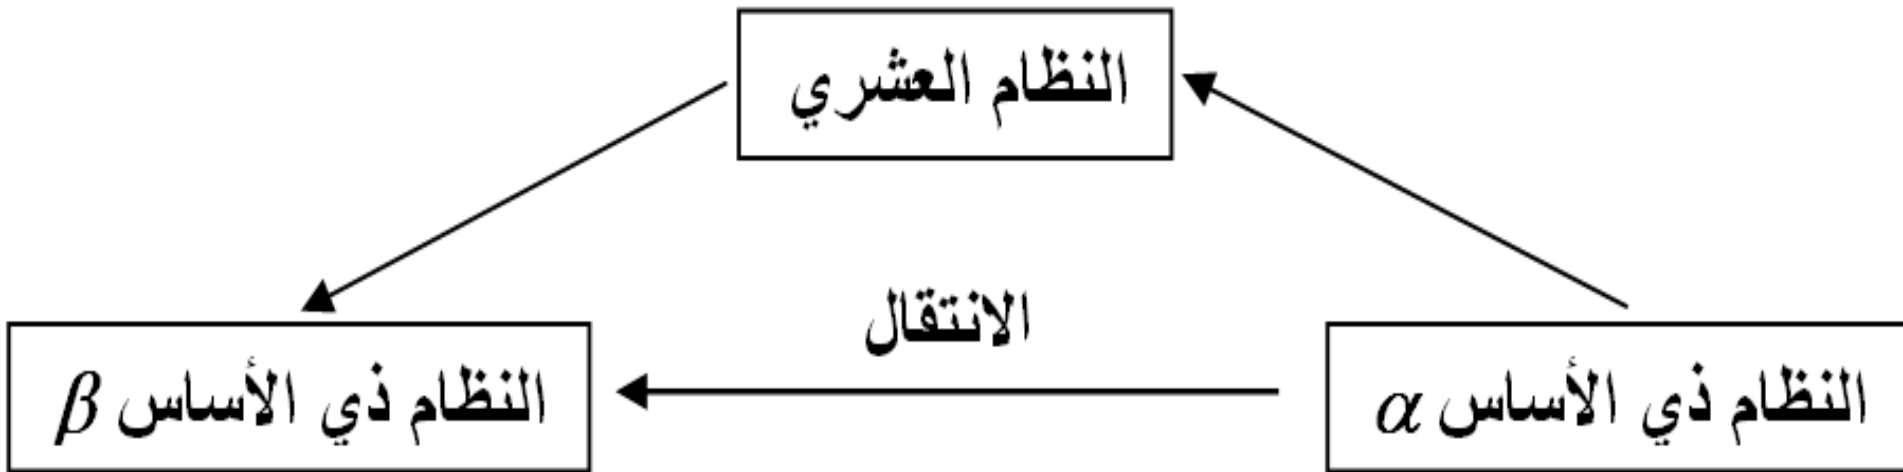 النظام العشري
الانتقال
النظام ذي الأساس α
النظام ذي الأساس β